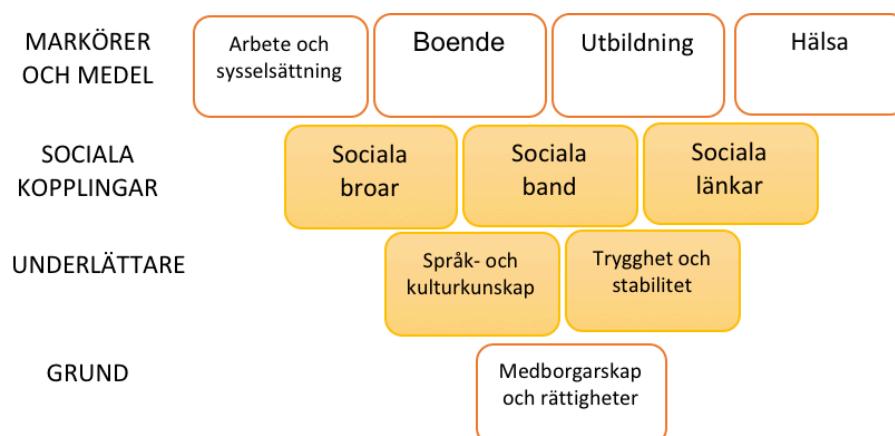 MARKÖRER
OCH MEDEL
Arbete och
sysselsättning
Boende
Utbildning
Hälsa
SOCIALA
KOPPLINGAR
Sociala
broar
Sociala
band
Sociala
länkar
UNDERLÄTTARE
Språk- och
kulturkunskap
Trygghet och
stabilitet
GRUND
Medborgarskap
och rättigheter